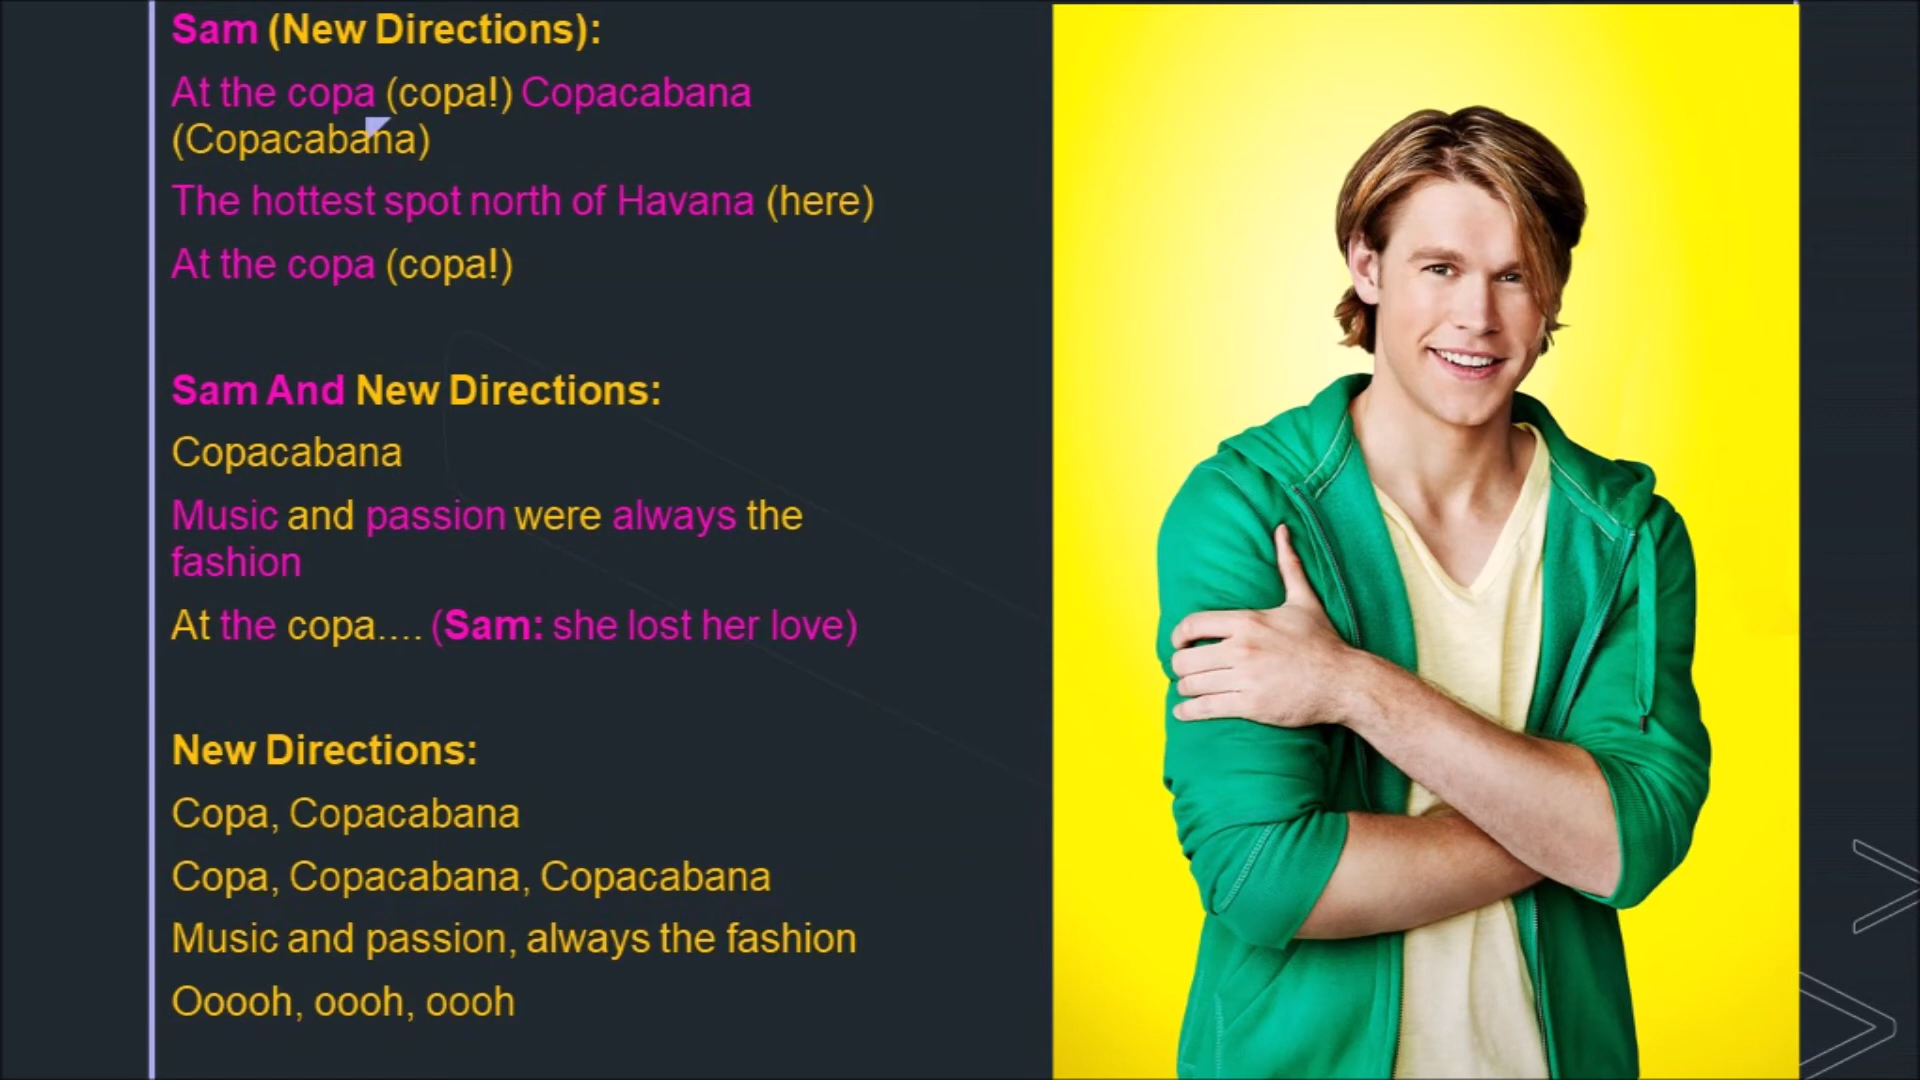 Sam (New Directions):
At the copa (copa!) Copacabana
(Copacabana)
The hottest spot north of Havana (here)
At the copa (copa!)
Sam And New Directions:
Copacabana
Music and passion were always the
fashion
At the copa.... (Sam: she lost her love)
New Directions:
Copa, Copacabana
Copa, Copacabana, Copacabana
Music and passion, always the fashion
Ooooh, oooh, oooh